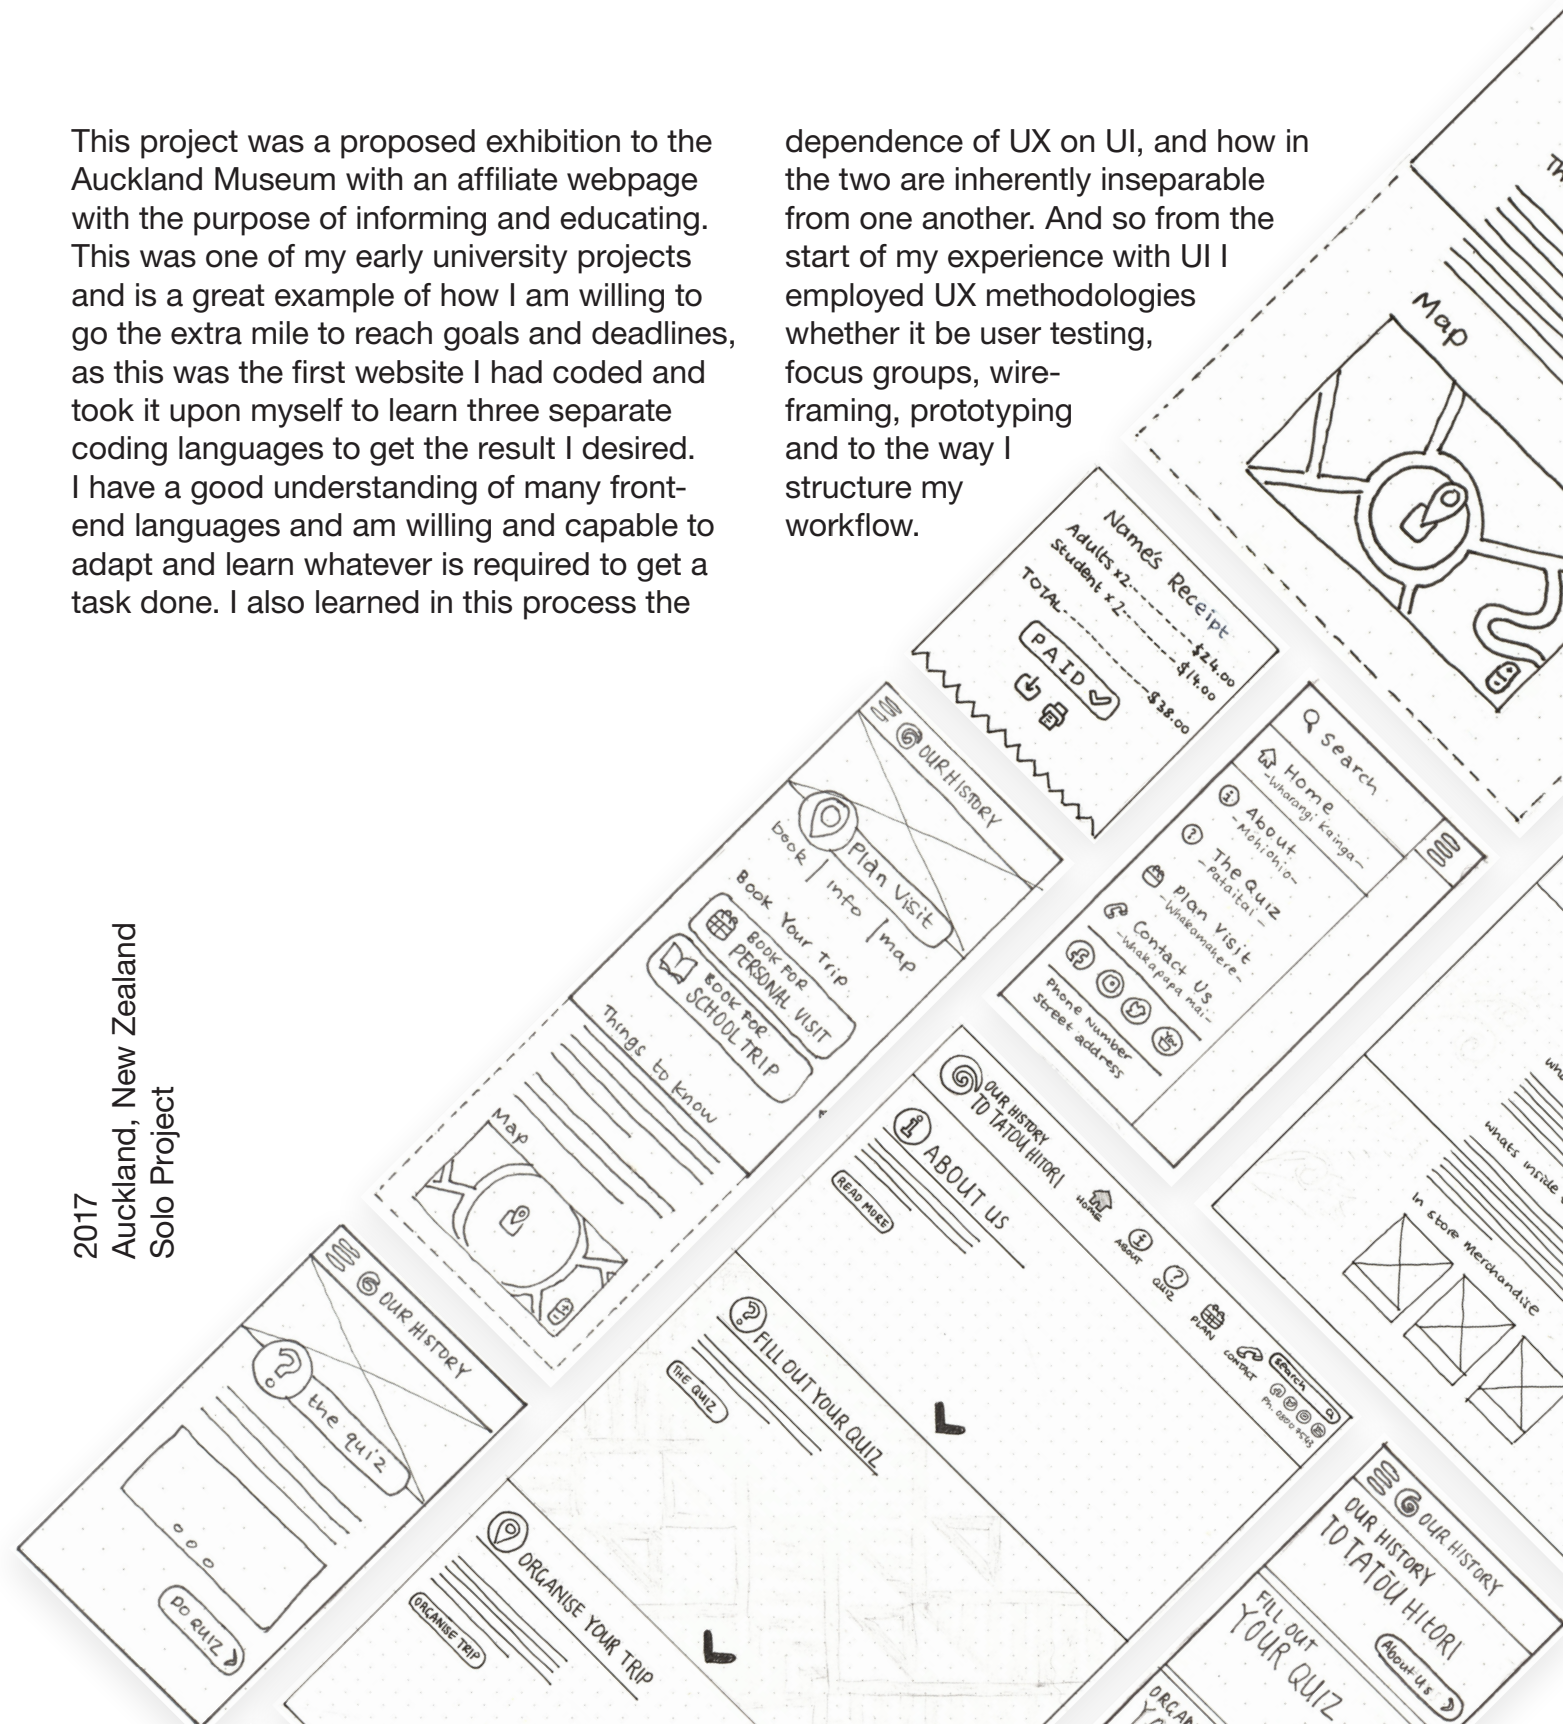 This project was a proposed exhibition to the
Auckland Museum with an affiliate webpage
with the purpose of informing and educating.
This was one of my early university projects
and is a great example of how I am willing to
go the extra mile to reach goals and deadlines,
as this was the first website I had coded and
took it upon myself to learn three separate
coding languages to get the result I desired.
I have a good understanding of many front-
end languages and am willing and capable to
adapt and learn whatever is required to get a
task done. I also learned in this process the
dependence of UX on UI, and how in
the two are inherently inseparable
from one another. And so from the
start of my experience with UI I
employed UX methodologies
whether it be user testing,
focus groups, wire-
framing, prototyping
and to the way I
structure my
workflow.
2017
Auckland, New Zealand
Solo Project
Map
Name's Receipt
Adults x2 $24.00
Student x2 $14.00
TOTAL $38.00
PAID
OUR HISTORY
Plan Visit
book | info | map
Book Your Trip
BOOK FOR
PERSONAL VISIT
BOOK FOR
SCHOOL TRIP
Things to know
Map
Search
Home
-Wharangi Kainga-
About
-Mohiohio-
The Quiz
-Pataitai-
plan visit
-Whakamahere-
Contact Us
-whakapapa mai-
Phone Number
Street address
OUR HISTORY
TO TATOU HITORI
HOME
ABOUT
QUIZ
PLAN
CONTACT
Search
Ph. 0800 7543
ABOUT US
READ MORE
FILL OUT YOUR QUIZ
THE QUIZ
ORGANISE YOUR TRIP
ORGANISE TRIP
OUR HISTORY
the quiz
DO QUIZ
whats inside
In store merchandise
OUR HISTORY
OUR HISTORY
TO TATŌU HITORI
About us
FILL OUT
YOUR QUIZ